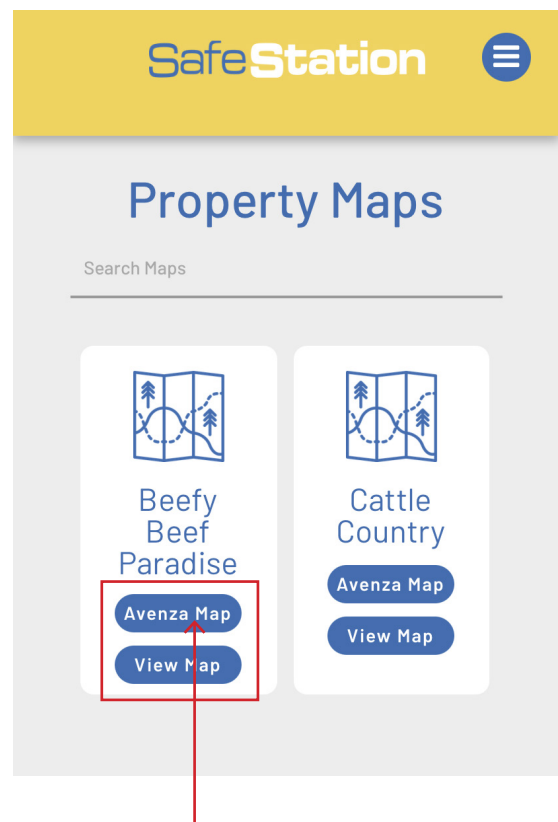 SafeStation
Property Maps
Search Maps
Beefy
Beef
Paradise
Avenza Map
View Map
Cattle
Country
Avenza Map
View Map